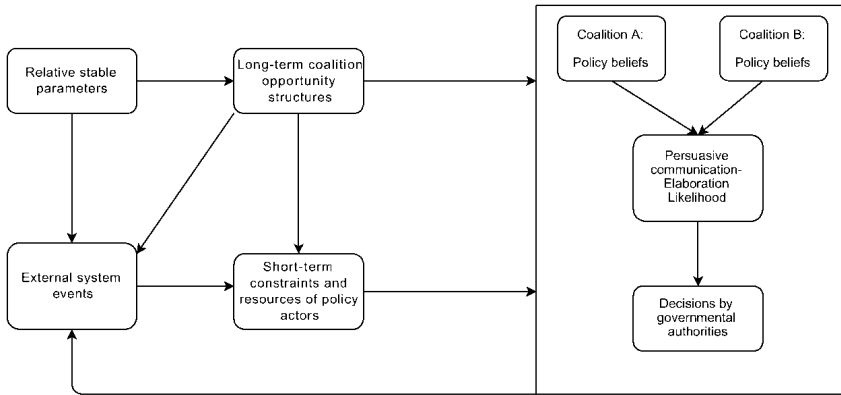 Relative stable
parameters
Long-term coalition
opportunity
structures
Coalition A:
Policy beliefs
Coalition B:
Policy beliefs
Persuasive
communication-
Elaboration
Likelihood
External system
events
Short-term
constraints and
resources of policy
actors
Decisions by
governmental
authorities